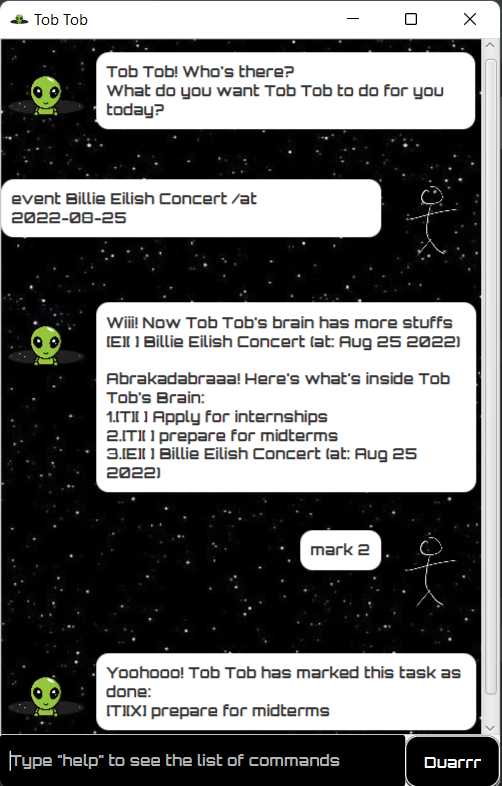 Tob Tob
Tob Tob! Who's there?
What do you want Tob Tob to do for you
today?
event Billie Eilish Concert /at
2022-08-25
Wiii! Now Tob Tob's brain has more stuffs
[E][ ] Billie Eilish Concert (at: Aug 25 2022)
Abrakadabraaa! Here's what's inside Tob
Tob's Brain:
1.[T][ ] Apply for internships
2.[T][ ] prepare for midterms
3.[E][ ] Billie Eilish Concert (at: Aug 25
2022)
mark 2
Yoohooo! Tob Tob has marked this task as
done:
[T][X] prepare for midterms
Type "help" to see the list of commands
Duarrr